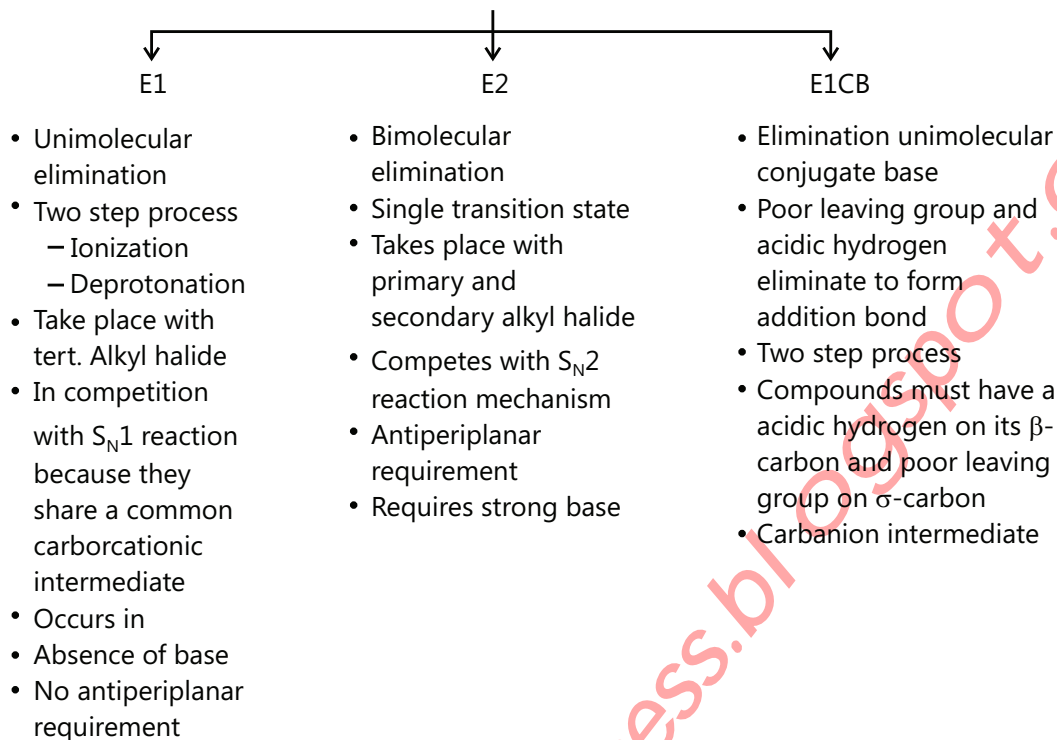 E1
• Unimolecular
elimination
• Two step process
– Ionization
– Deprotonation
• Take place with
tert. Alkyl halide
• In competition
with SN1 reaction
because they
share a common
carborcationic
intermediate
• Occurs in
• Absence of base
• No antiperiplanar
requirement
E2
• Bimolecular
elimination
• Single transition state
• Takes place with
primary and
secondary alkyl halide
• Competes with SN2
reaction mechanism
• Antiperiplanar
requirement
• Requires strong base
E1CB
• Elimination unimolecular
conjugate base
• Poor leaving group and
acidic hydrogen
eliminate to form
addition bond
• Two step process
• Compounds must have a
acidic hydrogen on its β-
carbon and poor leaving
group on σ-carbon
• Carbanion intermediate
ess.blogspot.